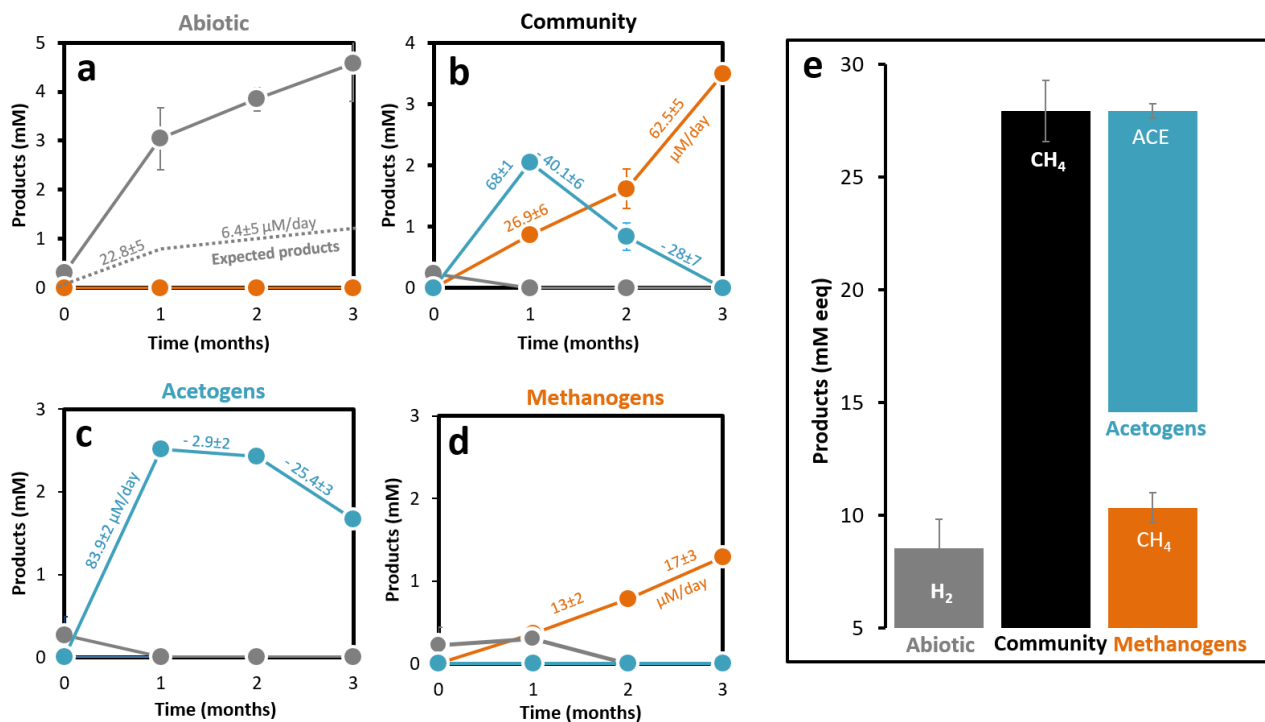 Abiotic
a
Products (mM)
5
4
3
2
1
0
22.8±5
6.4±5 µM/day
Expected products
0 1 2 3
Time (months)
Community
b
Products (mM)
4
3
2
1
0
68±1
- 40.1±6
26.9±6
62.5±5
µM/day
- 28±7
0 1 2 3
Time (months)
Acetogens
c
Products (mM)
3
2
1
0
83.9±2 µM/day
- 2.9±2
- 25.4±3
0 1 2 3
Time (months)
Methanogens
d
Products (mM)
3
2
1
0
13±2
17±3
µM/day
0 1 2 3
Time (months)
e
Products (mM eeq)
30
25
20
15
10
5
H₂
CH₄
ACE
Acetogens
CH₄
Abiotic
Community
Methanogens